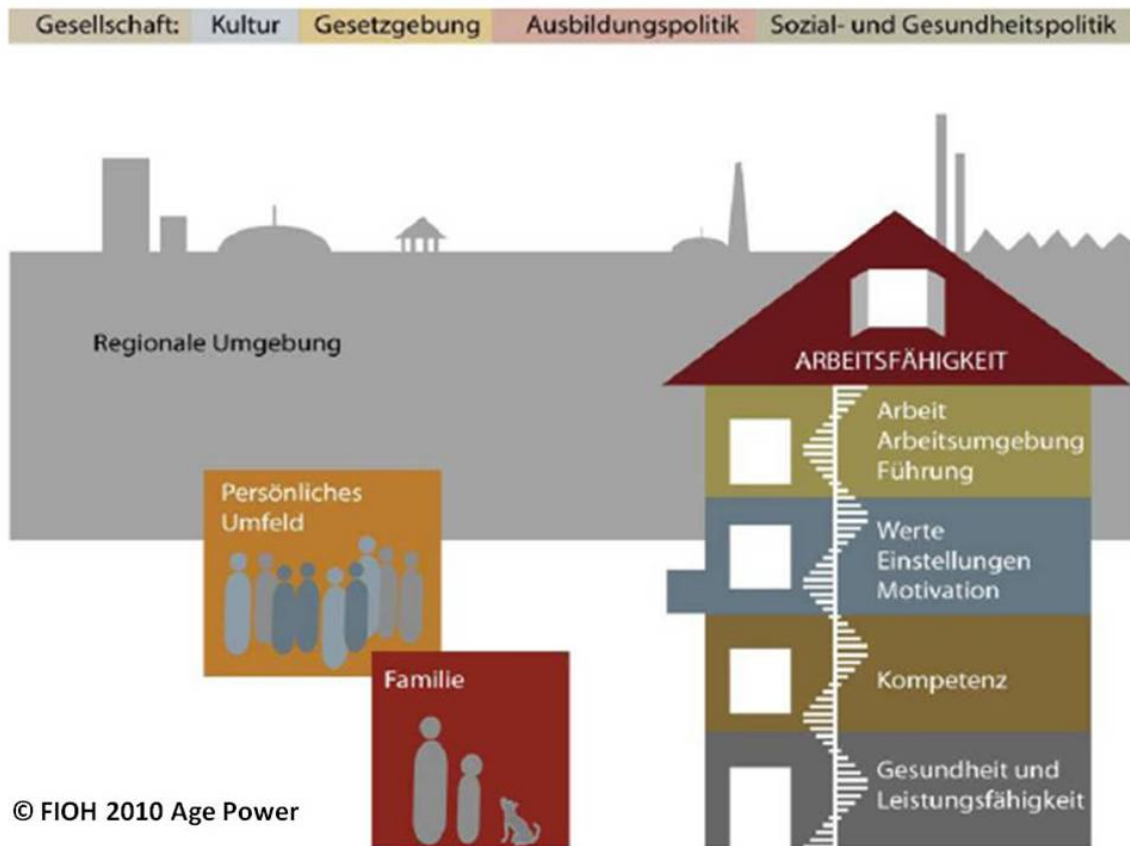 Gesellschaft: Kultur Gesetzgebung Ausbildungspolitik Sozial- und Gesundheitspolitik
Regionale Umgebung
ARBEITSFÄHIGKEIT
Arbeit
Arbeitsumgebung
Führung
Persönliches
Umfeld
Werte
Einstellungen
Motivation
Familie
Kompetenz
Gesundheit und
Leistungsfähigkeit
© FIOH 2010 Age Power